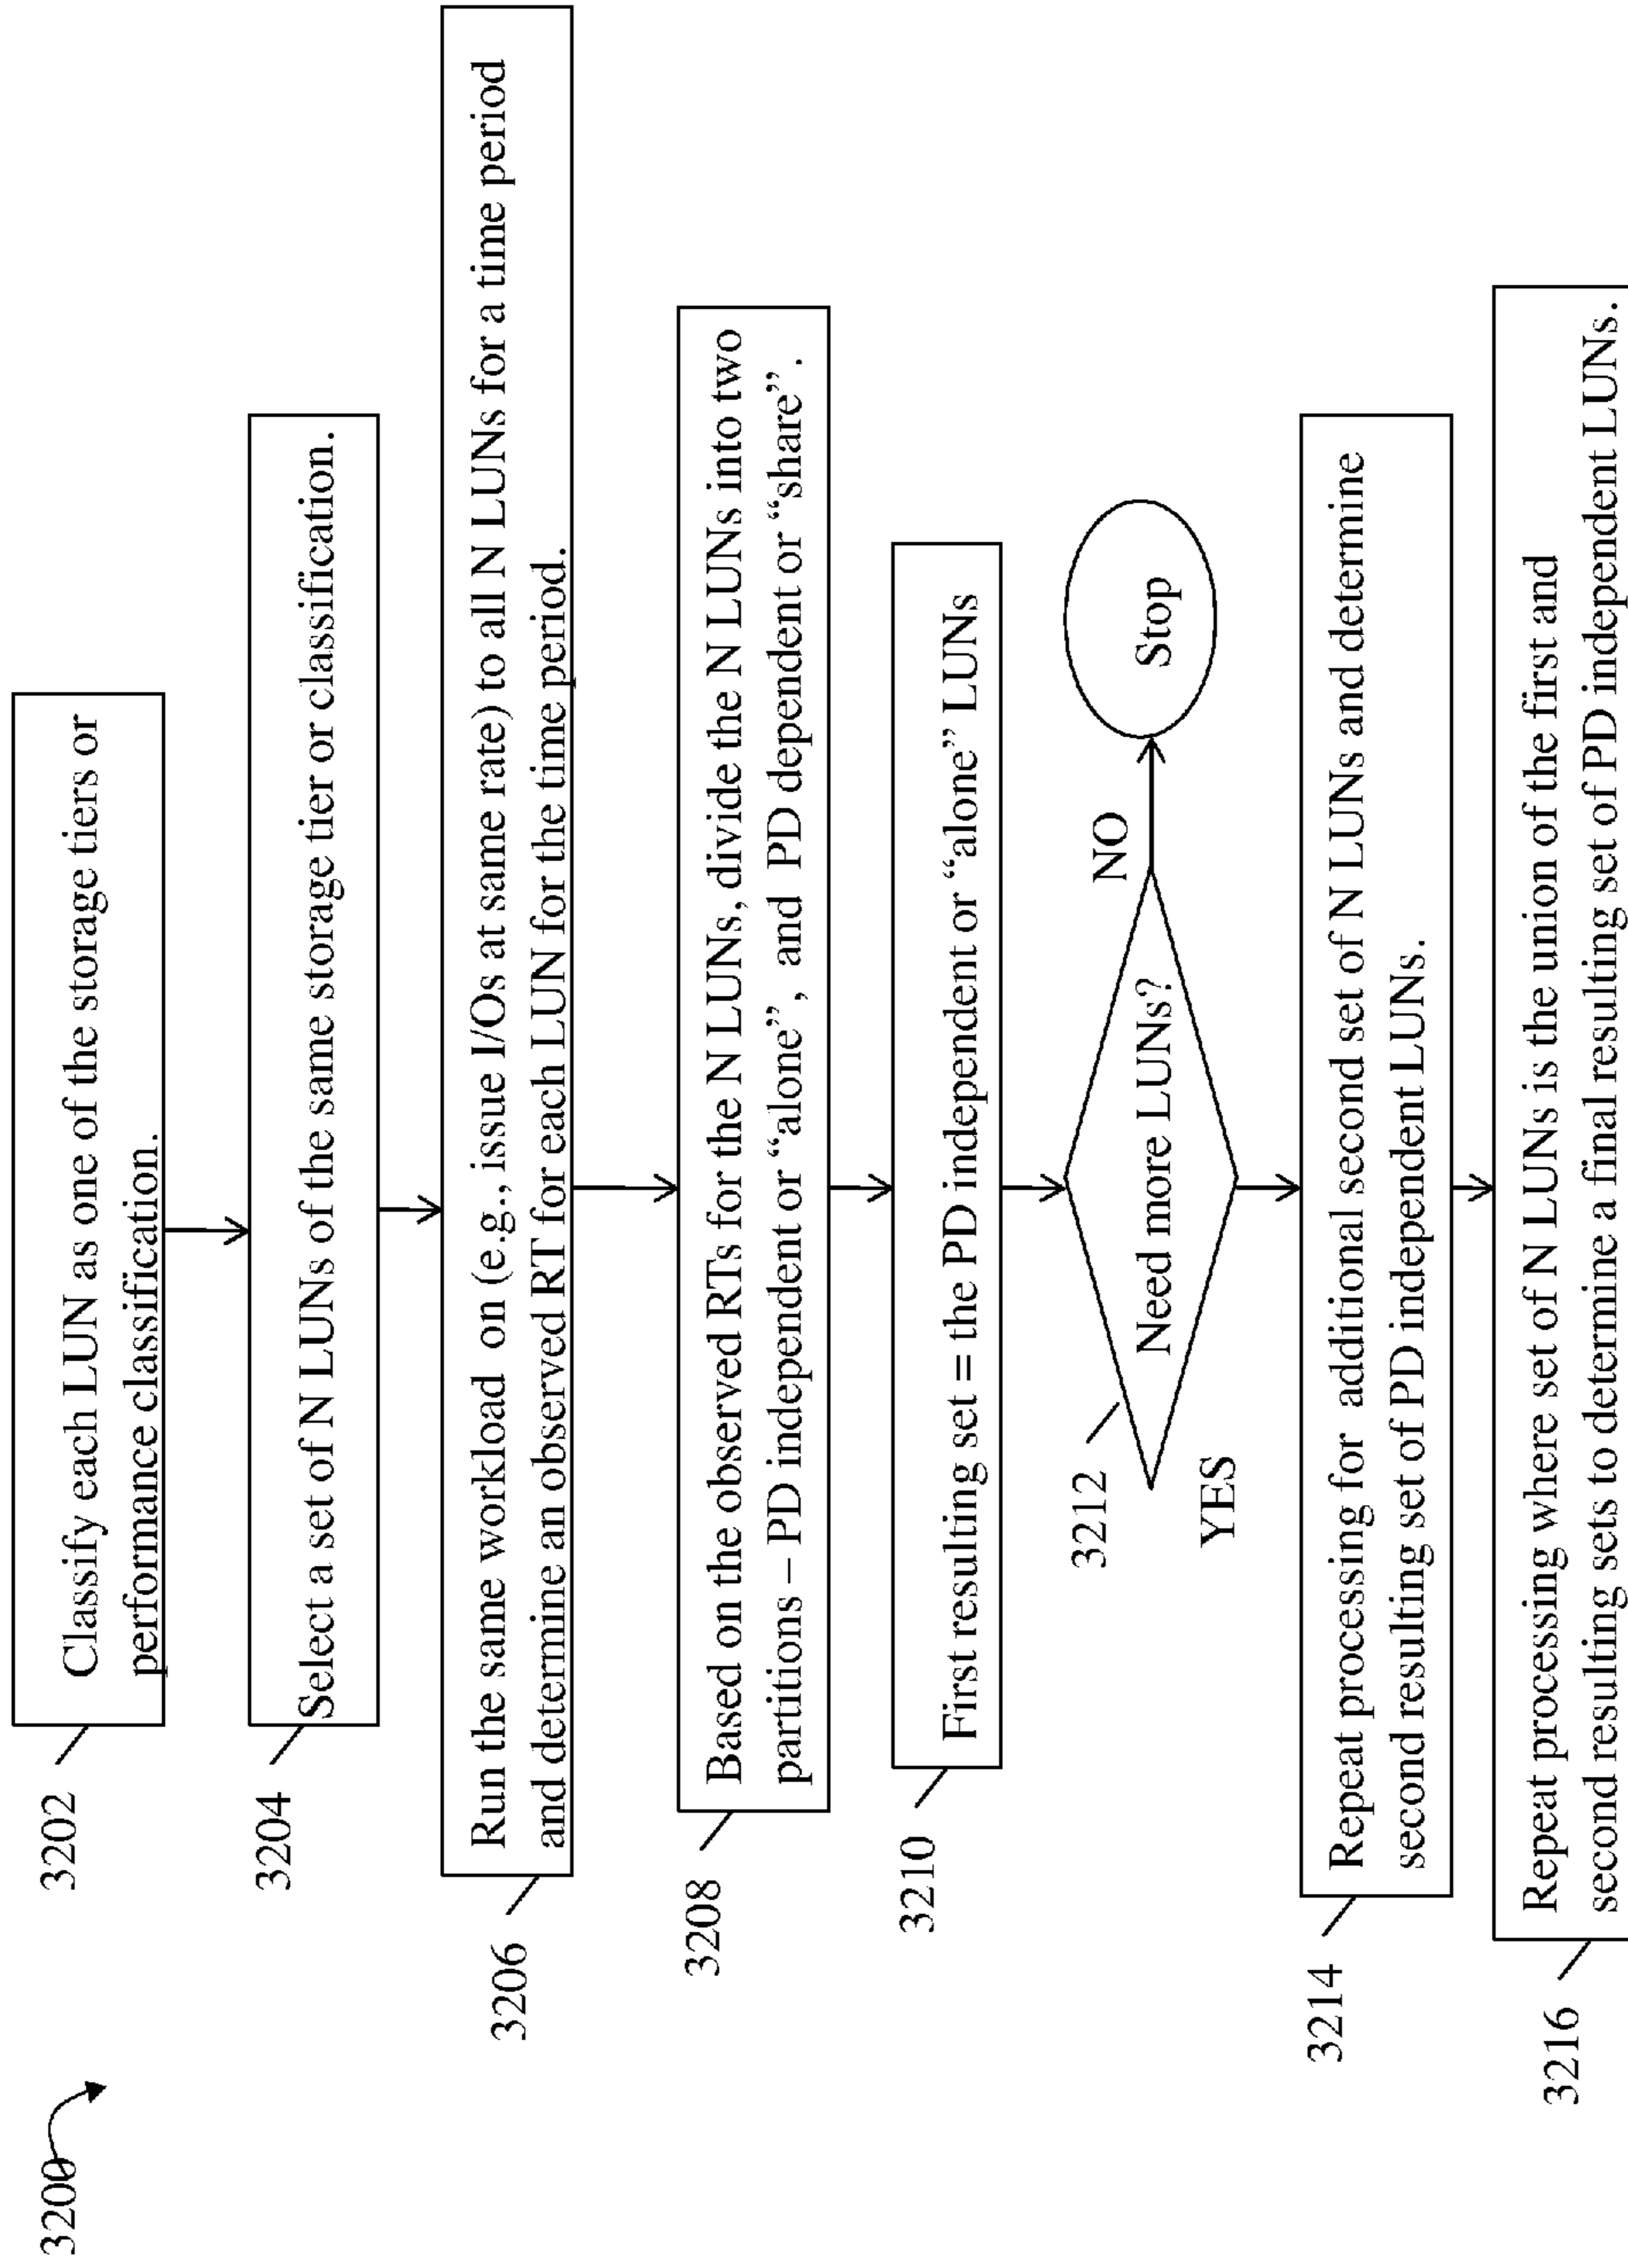 3200
3202
Classify each LUN as one of the storage tiers or
performance classification.
3204
Select a set of N LUNs of the same storage tier or classification.
3206
Run the same workload on (e.g., issue I/Os at same rate) to all N LUNs for a time period
and determine an observed RT for each LUN for the time period.
3208
Based on the observed RTs for the N LUNs, divide the N LUNs into two
partitions – PD independent or “alone”, and PD dependent or “share”.
3210
First resulting set = the PD independent or “alone” LUNs
3212
Need more LUNs?
NO
Stop
YES
3214
Repeat processing for additional second set of N LUNs and determine
second resulting set of PD independent LUNs.
3216
Repeat processing where set of N LUNs is the union of the first and
second resulting sets to determine a final resulting set of PD independent LUNs.